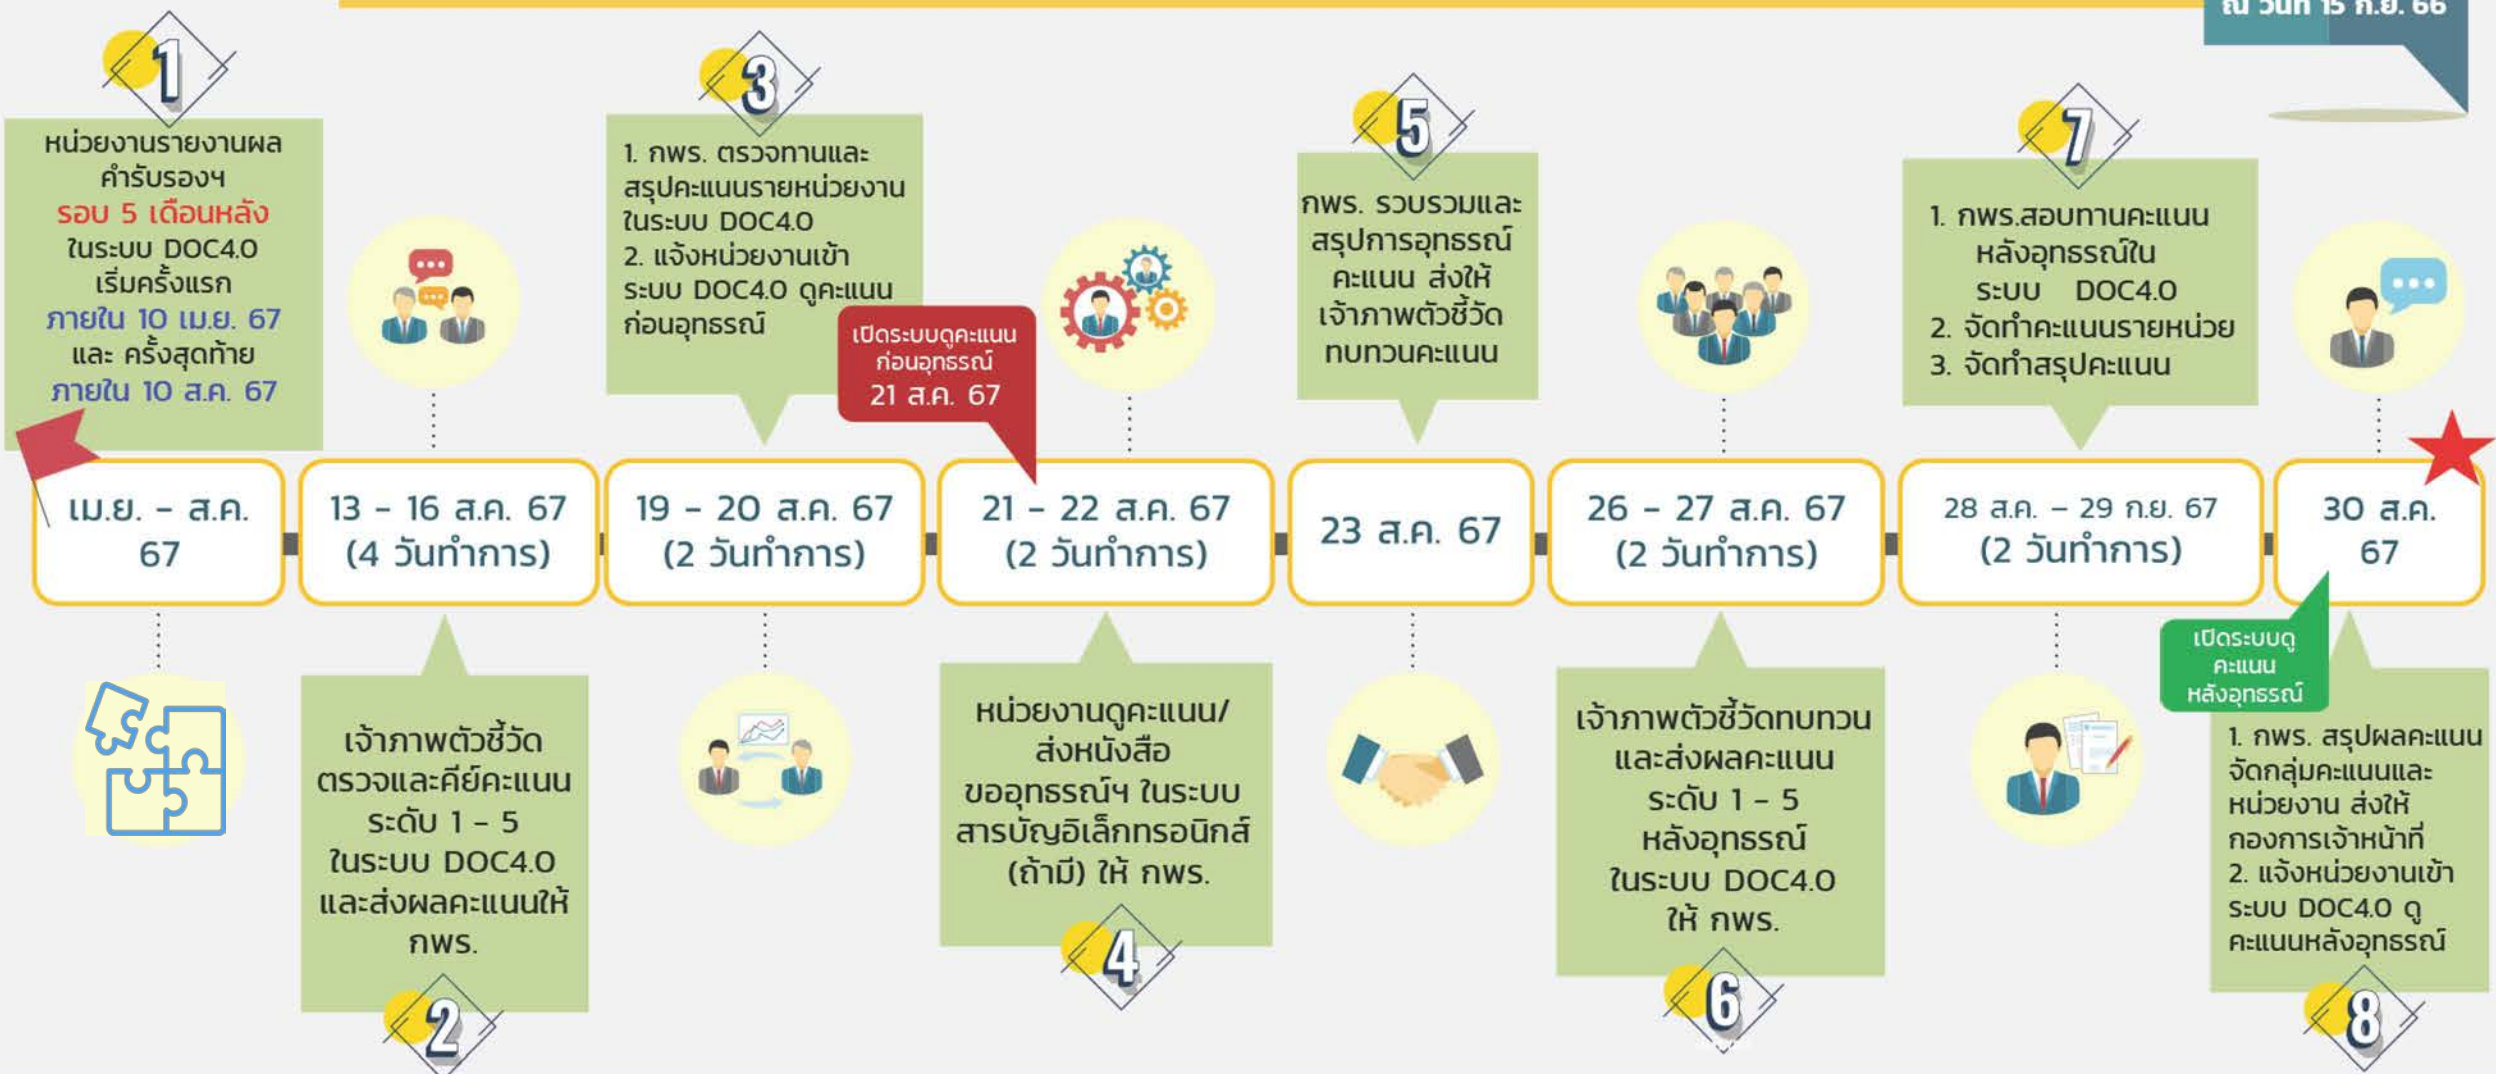 ณ วันที่ 15 ก.ย. 66
1
หน่วยงานรายงานผล
คำรับรองฯ
รอบ 5 เดือนหลัง
ในระบบ DOC4.0
เริ่มครั้งแรก
ภายใน 10 เม.ย. 67
และ ครั้งสุดท้าย
ภายใน 10 ส.ค. 67
3
1. กพร. ตรวจทานและ
สรุปคะแนนรายหน่วยงาน
ในระบบ DOC4.0
2. แจ้งหน่วยงานเข้า
ระบบ DOC4.0 ดูคะแนน
ก่อนอุทธรณ์
เปิดระบบดูคะแนน
ก่อนอุทธรณ์
21 ส.ค. 67
5
กพร. รวบรวมและ
สรุปการอุทธรณ์
คะแนน ส่งให้
เจ้าภาพตัวชี้วัด
ทบทวนคะแนน
7
1. กพร.สอบทานคะแนน
หลังอุทธรณ์ใน
ระบบ DOC4.0
2. จัดทำคะแนนรายหน่วย
3. จัดทำสรุปคะแนน
เม.ย. - ส.ค.
67
13 - 16 ส.ค. 67
(4 วันทำการ)
19 - 20 ส.ค. 67
(2 วันทำการ)
21 - 22 ส.ค. 67
(2 วันทำการ)
23 ส.ค. 67
26 - 27 ส.ค. 67
(2 วันทำการ)
28 ส.ค. – 29 ก.ย. 67
(2 วันทำการ)
30 ส.ค.
67
เจ้าภาพตัวชี้วัด
ตรวจและคีย์คะแนน
ระดับ 1 - 5
ในระบบ DOC4.0
และส่งผลคะแนนให้
กพร.
2
หน่วยงานดูคะแนน/
ส่งหนังสือ
ขออุทธรณ์ฯ ในระบบ
สารบัญอิเล็กทรอนิกส์
(ถ้ามี) ให้ กพร.
4
เจ้าภาพตัวชี้วัดทบทวน
และส่งผลคะแนน
ระดับ 1 - 5
หลังอุทธรณ์
ในระบบ DOC4.0
ให้ กพร.
6
เปิดระบบดู
คะแนน
หลังอุทธรณ์
1. กพร. สรุปผลคะแนน
จัดกลุ่มคะแนนและ
หน่วยงาน ส่งให้
กองการเจ้าหน้าที่
2. แจ้งหน่วยงานเข้า
ระบบ DOC4.0 ดู
คะแนนหลังอุทธรณ์
8